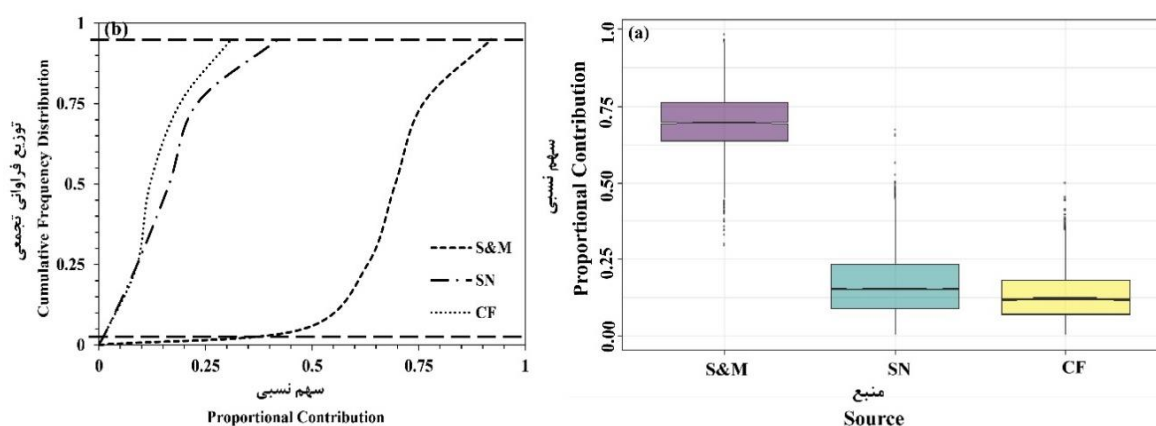 (b)
1
0.75
0.5
0.25
0
توزیع فراوانی تجمعی
Cumulative Frequency Distribution
S&M
SN
CF
0 0.25 0.5 0.75 1
سهم نسبی
Proportional Contribution
(a)
1.0
0.75
0.50
0.25
0.00
سهم نسبی
Proportional Contribution
S&M SN CF
منبع
Source